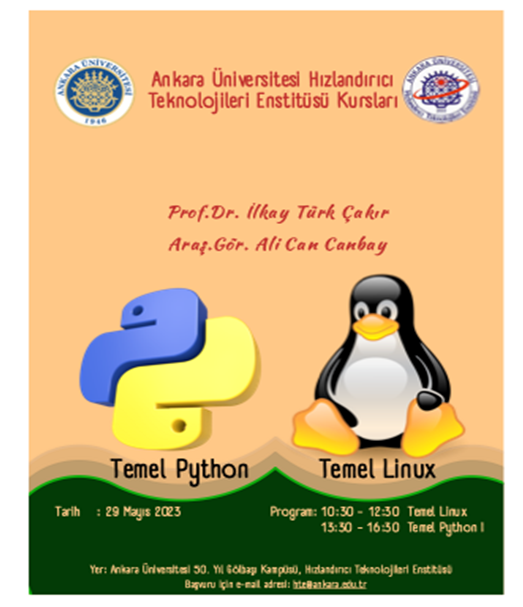 ANKARA ÜNİVERSİTESİ
1946
Ankara Üniversitesi Hızlandırıcı
Teknolojileri Enstitüsü Kursları
Prof.Dr. İlkay Türk Çakır
Araş.Gör. Ali Can Canbay
Temel Python
Temel Linux
Tarih : 29 Mayıs 2023
Program: 10:30 - 12:30 Temel Linux
13:30 - 16:30 Temel Python I
Yer: Ankara Üniversitesi 50. Yıl Gölbaşı Kampüsü, Hızlandırıcı Teknolojileri Enstitüsü
Başvuru için e-mail adresi: hte@ankara.edu.tr